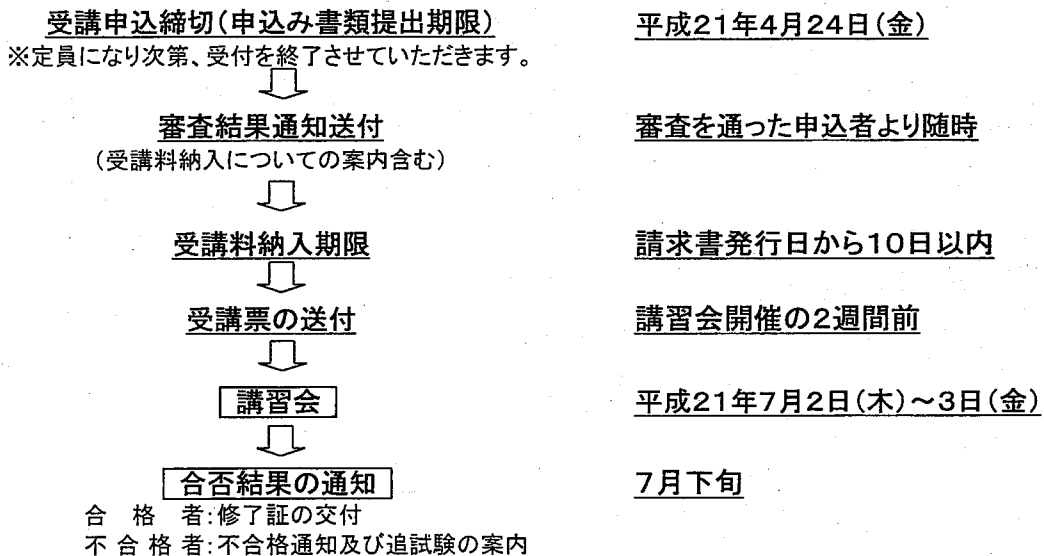 受講申込締切(申込み書類提出期限) 平成21年4月24日(金)
※定員になり次第、受付を終了させていただきます。
審査結果通知送付 審査を通った申込者より随時
(受講料納入についての案内含む)
受講料納入期限 請求書発行日から10日以内
受講票の送付 講習会開催の2週間前
講習会 平成21年7月2日(木)~3日(金)
合否結果の通知 7月下旬
合格者:修了証の交付
不合格者:不合格通知及び追試験の案内